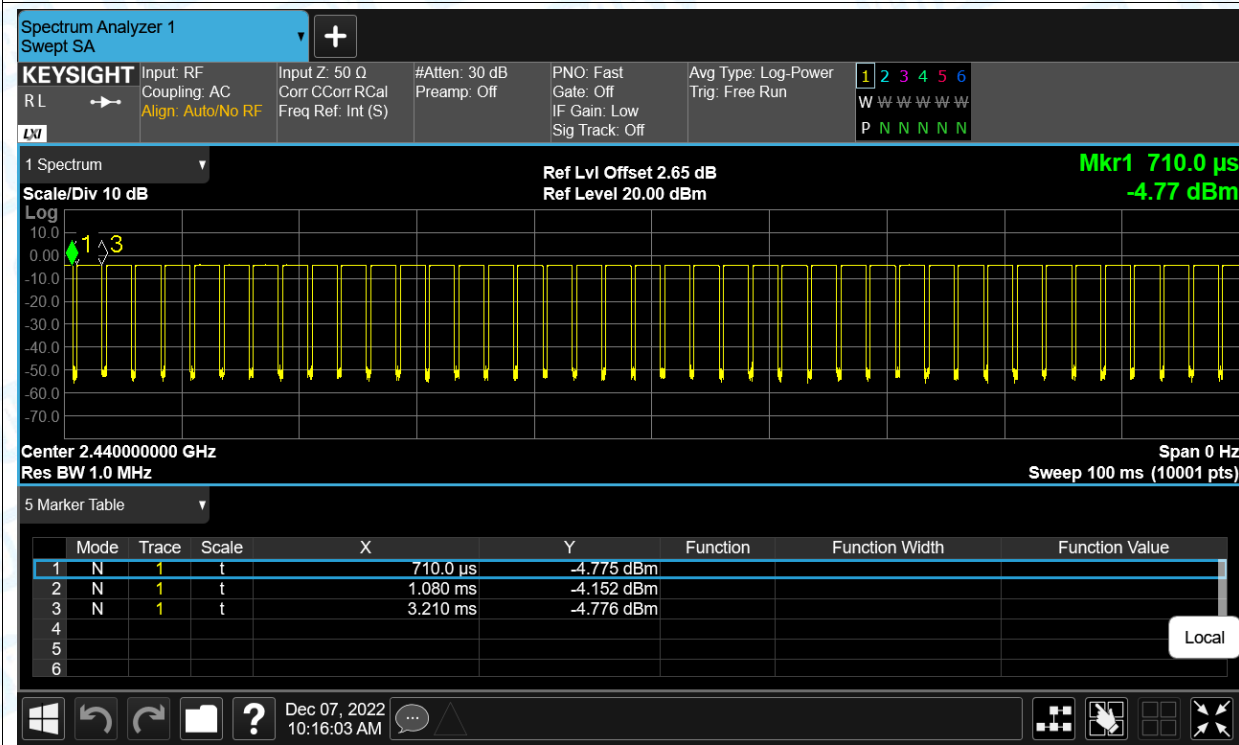 Spectrum Analyzer 1
Swept SA
KEYSIGHT
R L
LXI
Input: RF
Coupling: AC
Align: Auto/No RF
Input Z: 50 Ω
Corr CCorr RCal
Freq Ref: Int (S)
#Atten: 30 dB
Preamp: Off
PNO: Fast
Gate: Off
IF Gain: Low
Sig Track: Off
Avg Type: Log-Power
Trig: Free Run
1 2 3 4 5 6
W W W W W W
P N N N N N
1 Spectrum
Scale/Div 10 dB
Ref Lvl Offset 2.65 dB
Ref Level 20.00 dBm
Mkr1 710.0 µs
-4.77 dBm
Log
10.0
0.00
-10.0
-20.0
-30.0
-40.0
-50.0
-60.0
-70.0
1 3
Center 2.440000000 GHz
Res BW 1.0 MHz
Span 0 Hz
Sweep 100 ms (10001 pts)
5 Marker Table
Mode Trace Scale X Y Function Function Width Function Value
1 N 1 t 710.0 µs -4.775 dBm
2 N 1 t 1.080 ms -4.152 dBm
3 N 1 t 3.210 ms -4.776 dBm
4
5
6
Local
?
Dec 07, 2022
10:16:03 AM